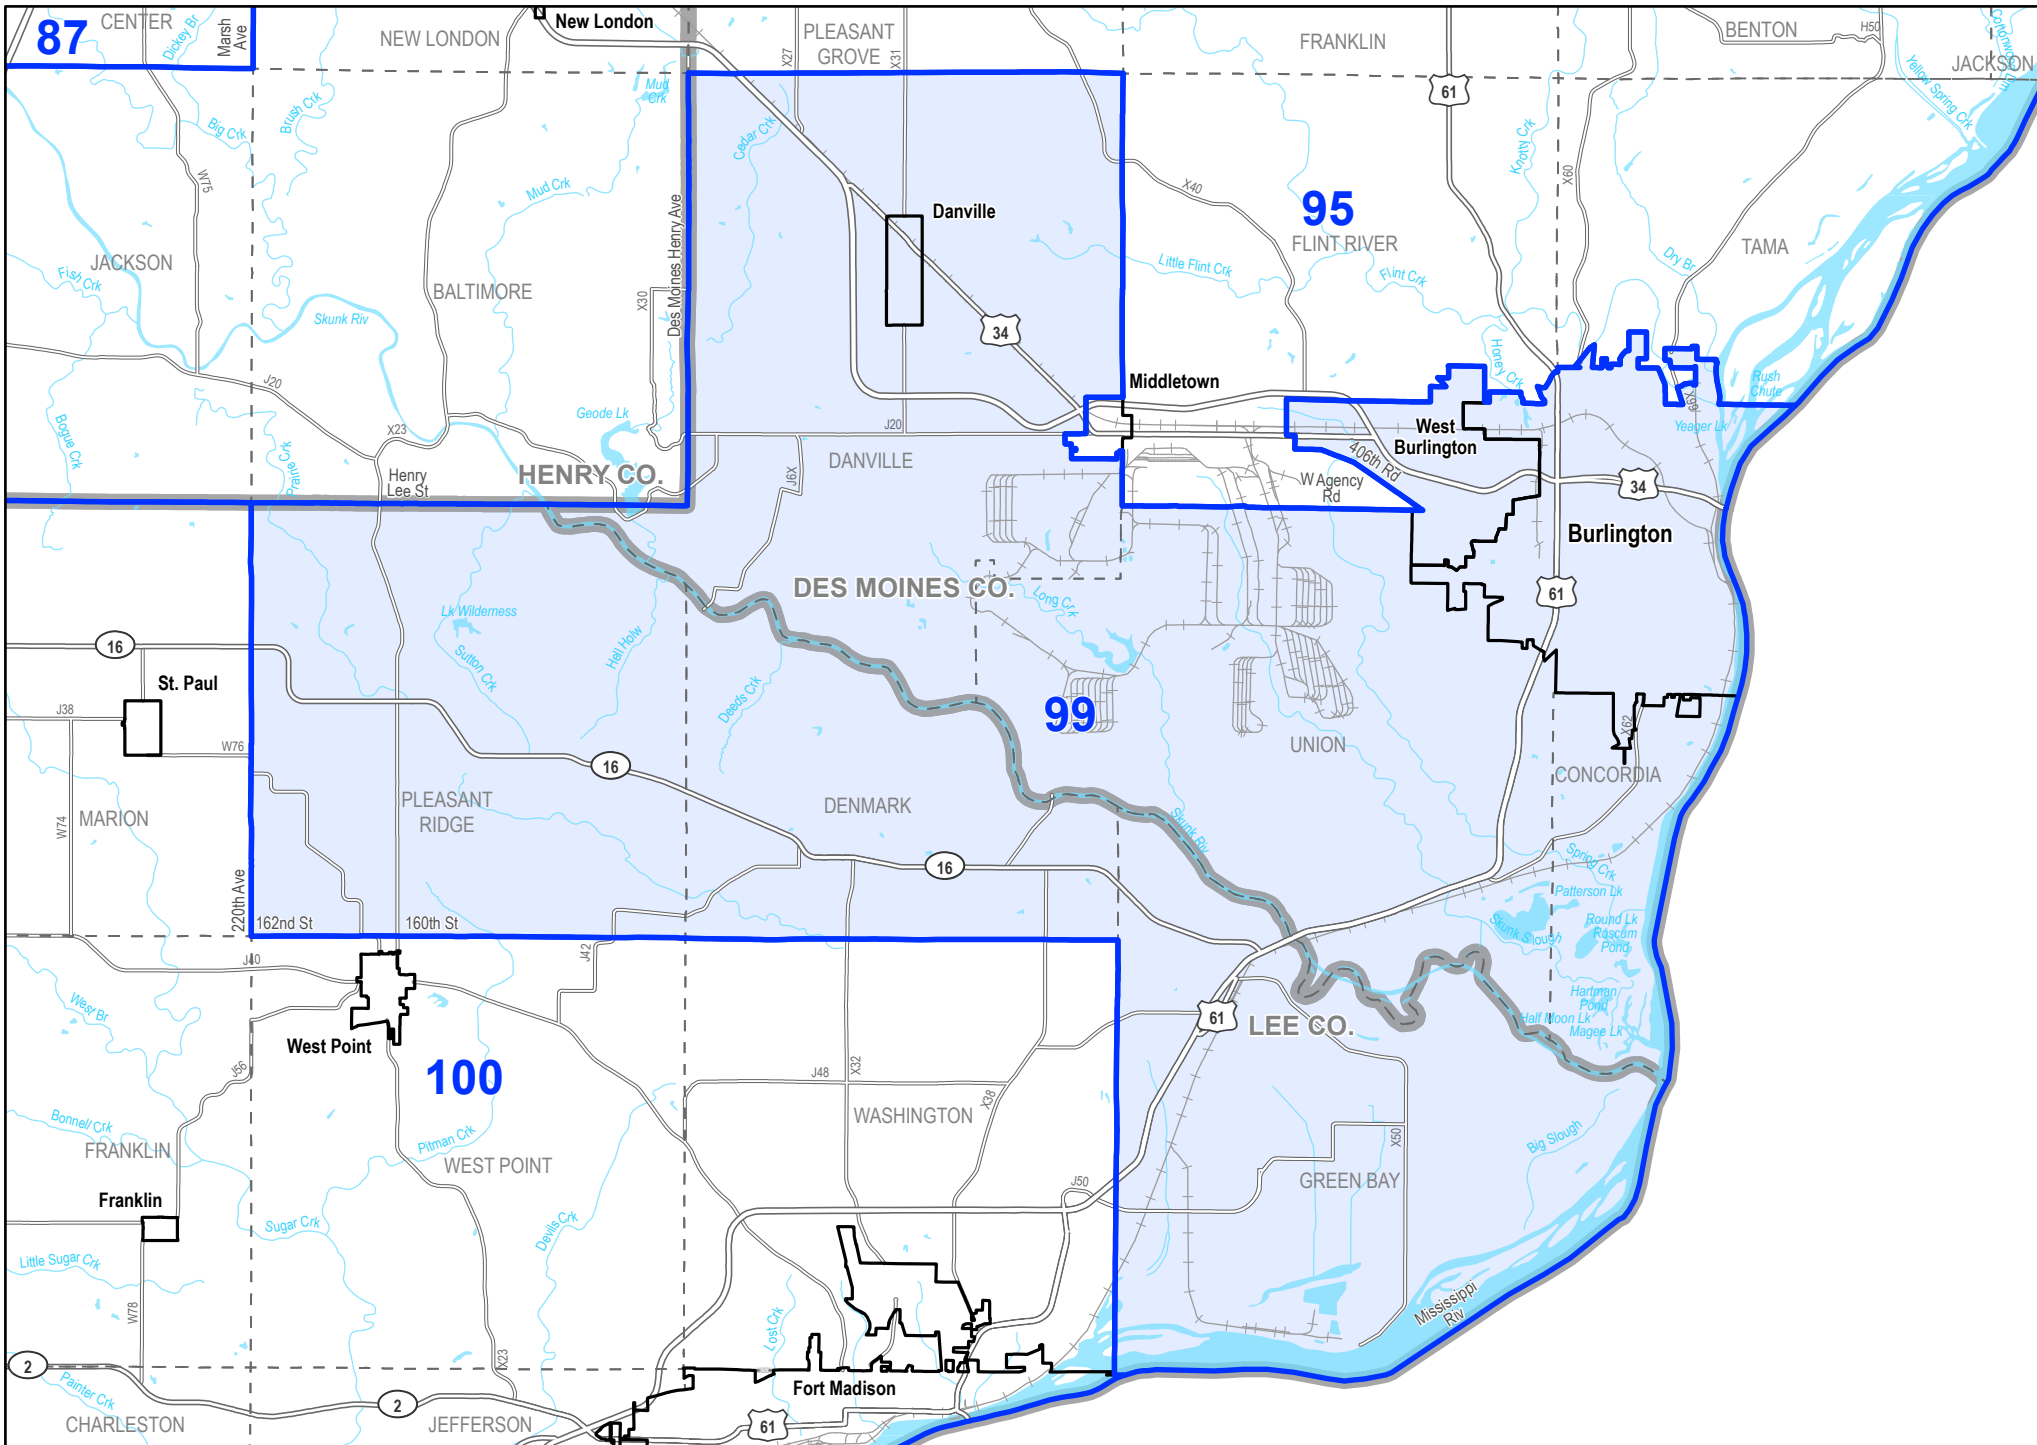 87
CENTER
Dickey Br
Marsh
Ave
NEW LONDON
New London
X27
PLEASANT
GROVE
X31
FRANKLIN
61
BENTON
H50
Cottonwood Drn
JACKSON
Yellow Spring Crk
Big Crk
Brush Crk
W75
Mud
Crk
Mud Crk
Cedar Crk
Knotty Crk
X60
X40
95
FLINT RIVER
TAMA
Dry Br
JACKSON
Fish Crk
BALTIMORE
Skunk Riv
X30
Des Moines Henry Ave
Danville
34
Little Flint Crk
Flint Crk
Honey Crk
Middletown
Rush
Chute
X99
Yeager Lk
J20
X23
Bogue Crk
Prairie Crk
Henry
Lee St
Geode Lk
HENRY CO.
J20
DANVILLE
J6X
West
Burlington
406th Rd
W Agency
Rd
34
Burlington
DES MOINES CO.
Long Crk
61
Lk Wilderness
Sutton Crk
Hell Holw
Deeds Crk
16
St. Paul
J38
W76
99
UNION
X62
CONCORDIA
16
PLEASANT
RIDGE
MARION
W74
DENMARK
Skunk Riv
16
220th Ave
162nd St
160th St
Spring Crk
Patterson Lk
Round Lk
Roscum
Pond
Skunk Slough
Hartman
Pond
Half Moon Lk
Magee Lk
J40
J42
West Br
West Point
100
J56
61
LEE CO.
J48
X32
X38
WASHINGTON
Bonnell Crk
FRANKLIN
Pitman Crk
WEST POINT
X50
Big Slough
GREEN BAY
J50
Franklin
Sugar Crk
Devils Crk
Little Sugar Crk
W78
X23
Lost Crk
Mississippi
Riv
2
Painter Crk
CHARLESTON
2
JEFFERSON
Fort Madison
61